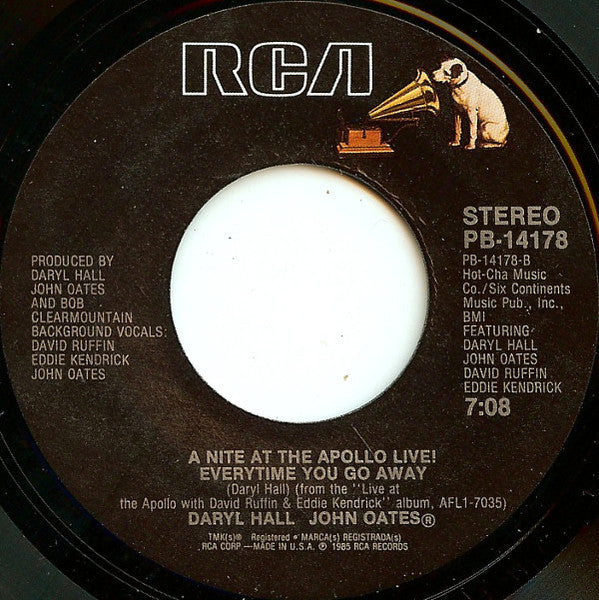 RCA
STEREO
PB-14178
PB-14178-B
Hot-Cha Music
Co./Six Continents
Music Pub., Inc.,
BMI
FEATURING:
DARYL HALL
JOHN OATES
DAVID RUFFIN
EDDIE KENDRICK
7:08
PRODUCED BY
DARYL HALL
JOHN OATES
AND BOB
CLEARMOUNTAIN
BACKGROUND VOCALS:
DAVID RUFFIN
EDDIE KENDRICK
JOHN OATES
A NITE AT THE APOLLO LIVE!
EVERYTIME YOU GO AWAY
(Daryl Hall) (from the "Live at
the Apollo with David Ruffin & Eddie Kendrick" album, AFL1-7035)
DARYL HALL JOHN OATES®
TMK(s)® Registered • MARCA(s) REGISTRADA(s)
RCA CORP.—MADE IN U.S.A. ℗ 1985 RCA RECORDS